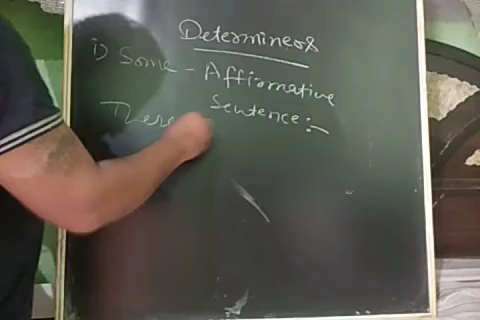 Determiners
i) Some - Affirmative
Sentence:-
There